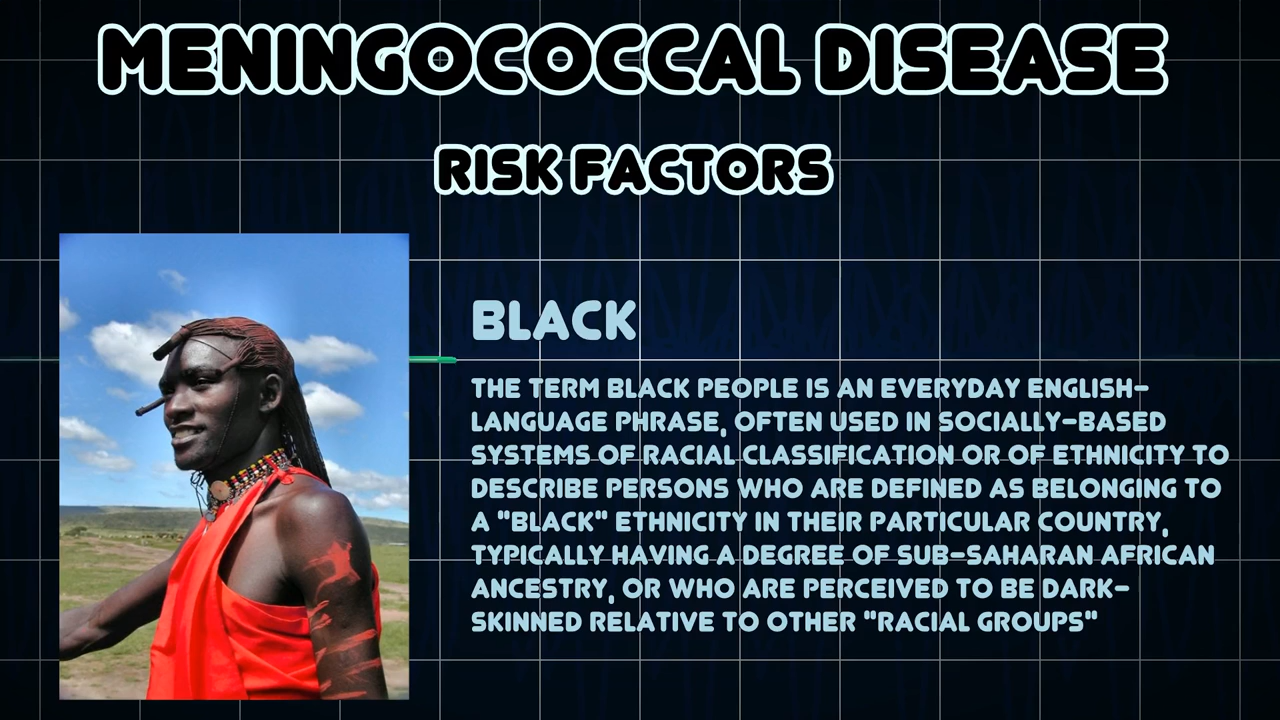 MENINGOCOCCAL DISEASE
RISK FACTORS
BLACK
THE TERM BLACK PEOPLE IS AN EVERYDAY ENGLISH-
LANGUAGE PHRASE, OFTEN USED IN SOCIALLY-BASED
SYSTEMS OF RACIAL CLASSIFICATION OR OF ETHNICITY TO
DESCRIBE PERSONS WHO ARE DEFINED AS BELONGING TO
A "BLACK" ETHNICITY IN THEIR PARTICULAR COUNTRY,
TYPICALLY HAVING A DEGREE OF SUB-SAHARAN AFRICAN
ANCESTRY, OR WHO ARE PERCEIVED TO BE DARK-
SKINNED RELATIVE TO OTHER "RACIAL GROUPS"